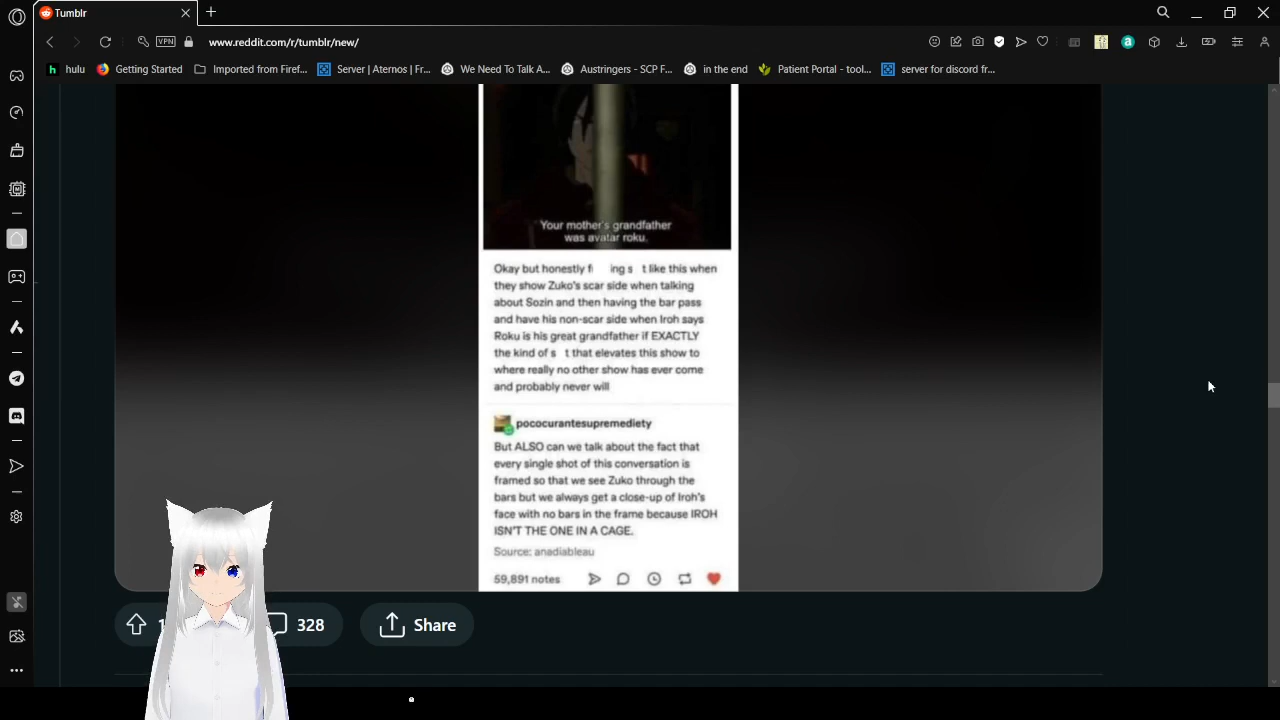 Tumblr
www.reddit.com/r/tumblr/new/
VPN
hulu
Getting Started
Imported from Firef...
Server | Aternos | Fr...
We Need To Talk A...
Austringers - SCP F...
in the end
Patient Portal - tool...
server for discord fr...
Your mother's grandfather
was avatar roku.
Okay but honestly f ing s t like this when
they show Zuko's scar side when talking
about Sozin and then having the bar pass
and have his non-scar side when Iroh says
Roku is his great grandfather if EXACTLY
the kind of s t that elevates this show to
where really no other show has ever come
and probably never will
pococurantesupremediety
But ALSO can we talk about the fact that
every single shot of this conversation is
framed so that we see Zuko through the
bars but we always get a close-up of Iroh's
face with no bars in the frame because IROH
ISN'T THE ONE IN A CAGE.
Source: anadiableau
59,891 notes
328
Share